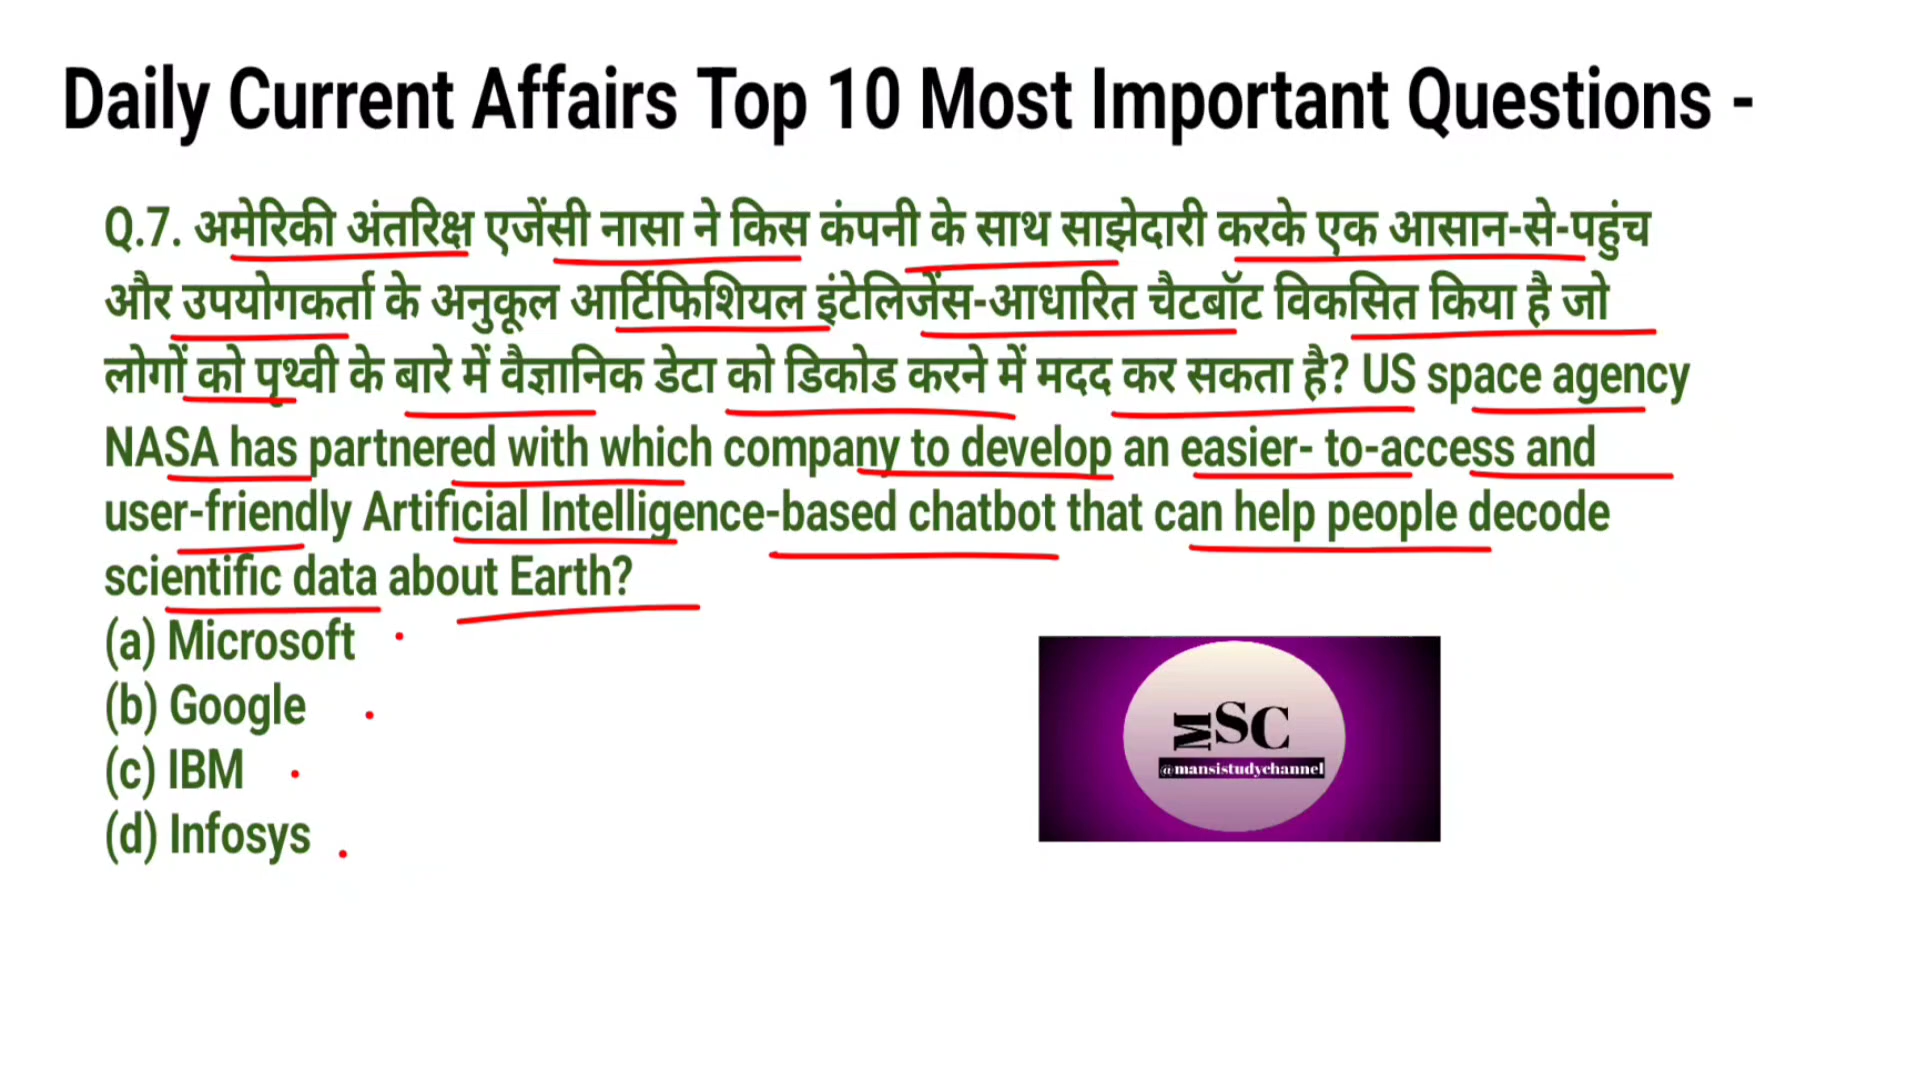 Daily Current Affairs Top 10 Most Important Questions -
Q.7. अमेरिकी अंतरिक्ष एजेंसी नासा ने किस कंपनी के साथ साझेदारी करके एक आसान-से-पहुंच
और उपयोगकर्ता के अनुकूल आर्टिफिशियल इंटेलिजेंस-आधारित चैटबॉट विकसित किया है जो
लोगों को पृथ्वी के बारे में वैज्ञानिक डेटा को डिकोड करने में मदद कर सकता है? US space agency
NASA has partnered with which company to develop an easier- to-access and
user-friendly Artificial Intelligence-based chatbot that can help people decode
scientific data about Earth?
(a) Microsoft
(b) Google
(c) IBM
(d) Infosys
MSC
@mansistudychannel